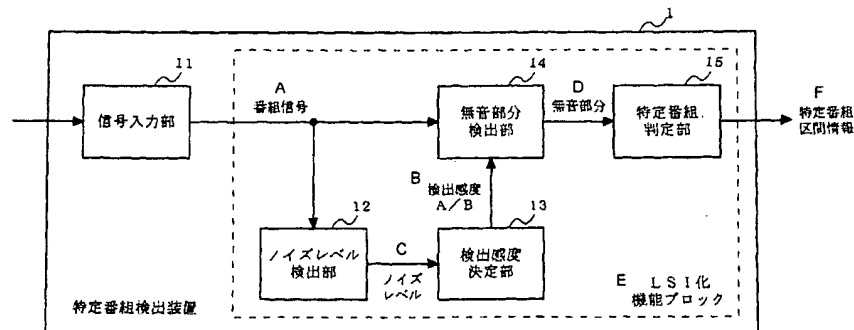 1
11
信号入力部
A
番組信号
14
無音部分
検出部
D
無音部分
15
特定番組
判定部
F
特定番組
区間情報
B
検出感度
A/B
12
ノイズレベル
検出部
C
ノイズ
レベル
13
検出感度
決定部
E LSI化
機能ブロック
特定番組検出装置